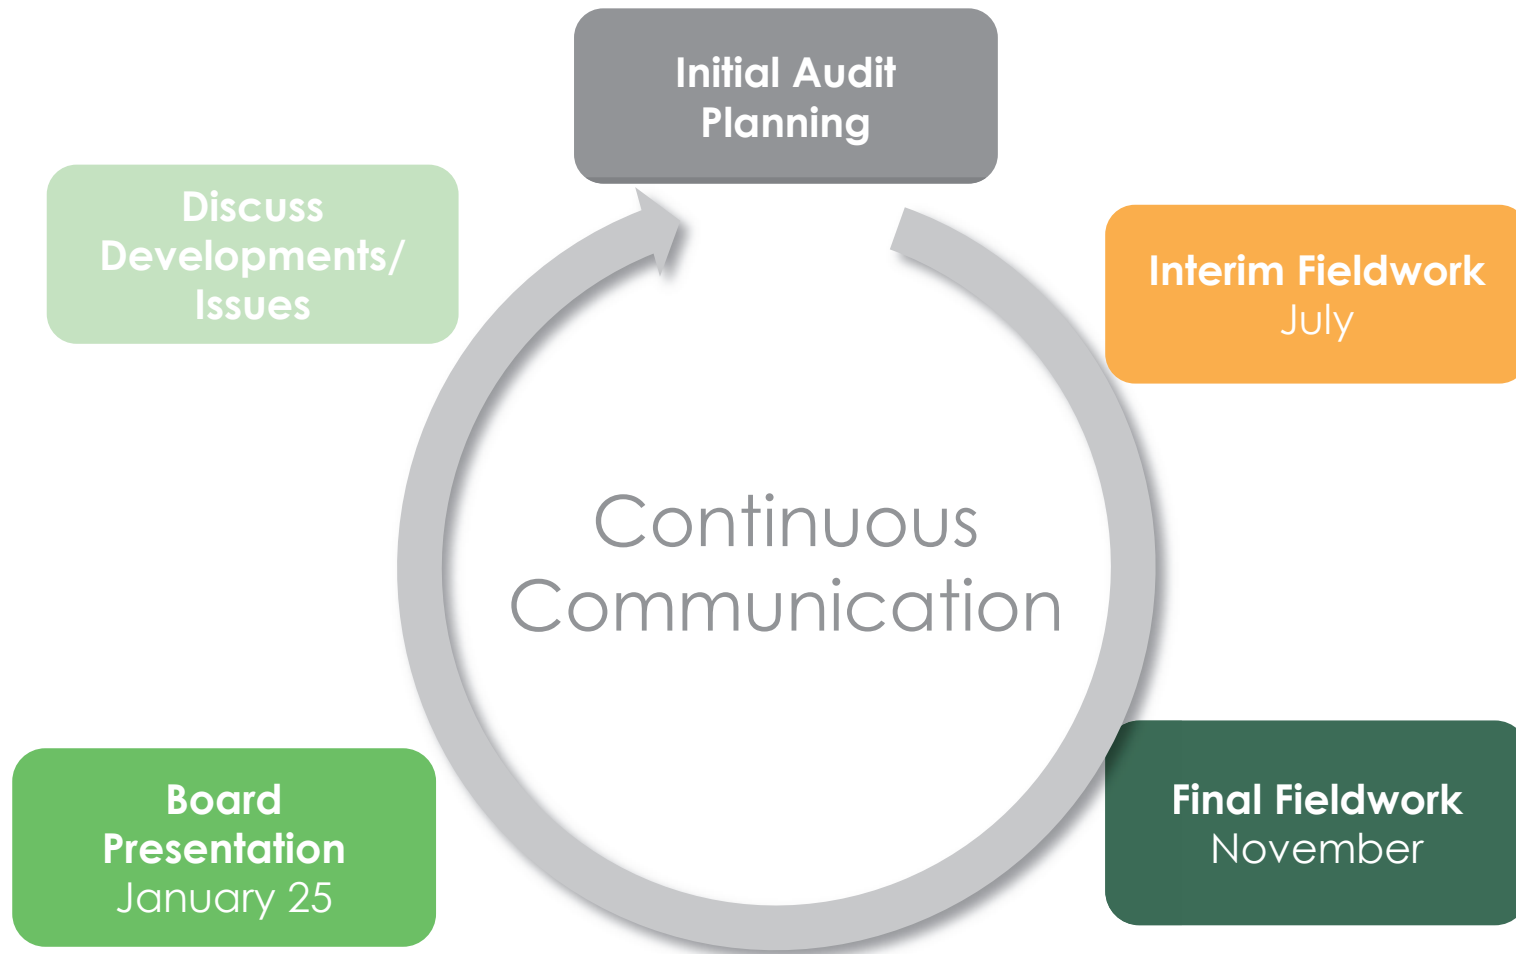 Initial Audit
Planning
Discuss
Developments/
Issues
Interim Fieldwork
July
Continuous
Communication
Board
Presentation
January 25
Final Fieldwork
November